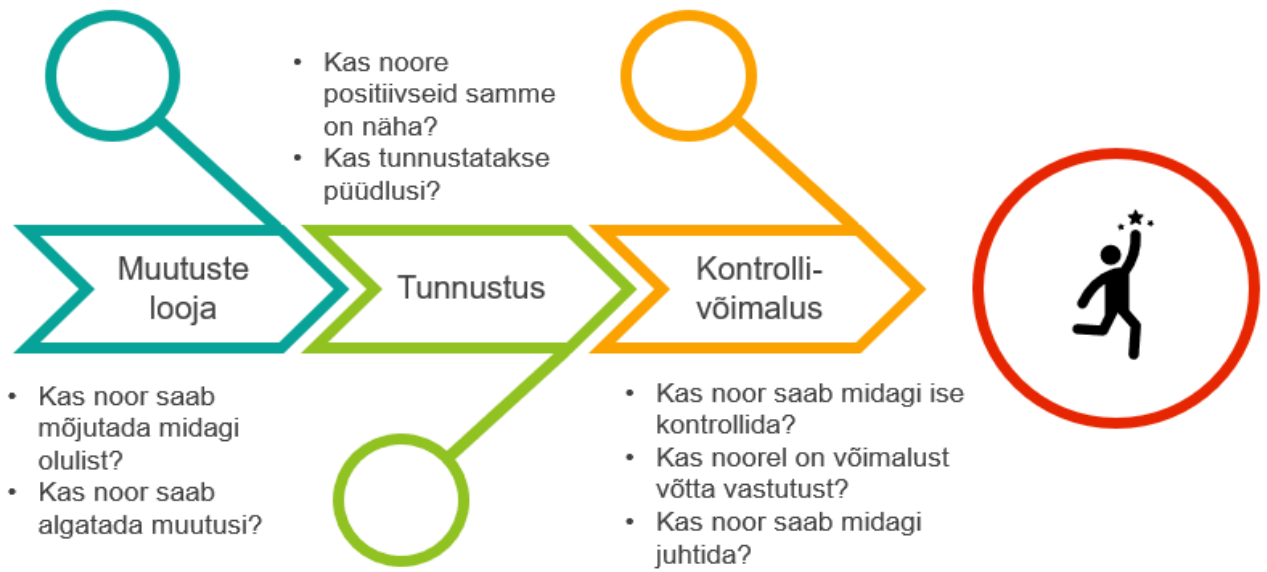 • Kas noore
positiivseid samme
on näha?
• Kas tunnustatakse
püüdlusi?
Muutuste
looja
Tunnustus
Kontrolli-
võimalus
• Kas noor saab
mõjutada midagi
olulist?
• Kas noor saab
algatada muutusi?
• Kas noor saab midagi ise
kontrollida?
• Kas noorel on võimalust
võtta vastutust?
• Kas noor saab midagi
juhtida?